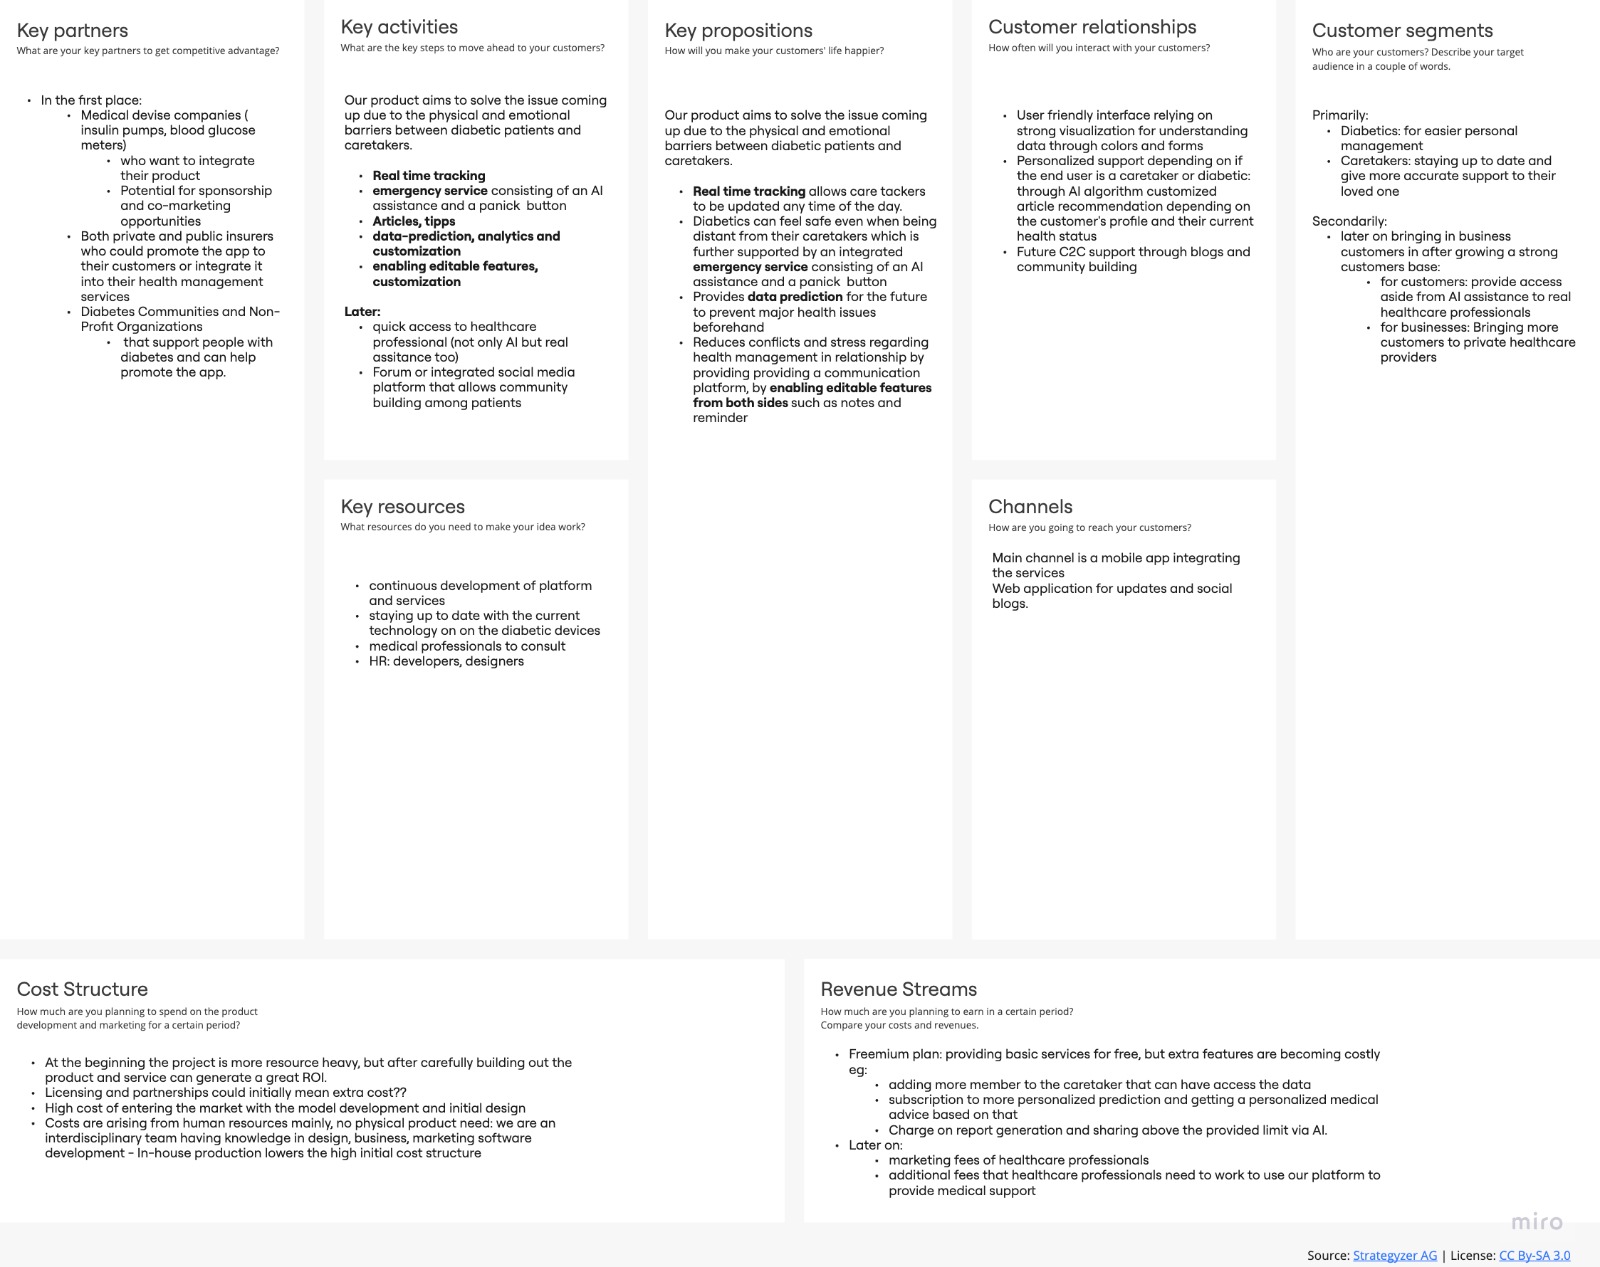 Key partners
What are your key partners to get competitive advantage?
• In the first place:
• Medical devise companies (
insulin pumps, blood glucose
meters)
• who want to integrate
their product
• Potential for sponsorship
and co-marketing
opportunities
• Both private and public insurers
who could promote the app to
their customers or integrate it
into their health management
services
• Diabetes Communities and Non-
Profit Organizations
• that support people with
diabetes and can help
promote the app.
Key activities
What are the key steps to move ahead to your customers?
Our product aims to solve the issue coming
up due to the physical and emotional
barriers between diabetic patients and
caretakers.
• Real time tracking
• emergency service consisting of an AI
assistance and a panick  button
• Articles, tipps
• data-prediction, analytics and
customization
• enabling editable features,
customization
Later:
• quick access to healthcare
professional (not only AI but real
assitance too)
• Forum or integrated social media
platform that allows community
building among patients
Key resources
What resources do you need to make your idea work?
• continuous development of platform
and services
• staying up to date with the current
technology on on the diabetic devices
• medical professionals to consult
• HR: developers, designers
Key propositions
How will you make your customers' life happier?
Our product aims to solve the issue coming
up due to the physical and emotional
barriers between diabetic patients and
caretakers.
• Real time tracking allows care tackers
to be updated any time of the day.
• Diabetics can feel safe even when being
distant from their caretakers which is
further supported by an integrated
emergency service consisting of an AI
assistance and a panick  button
• Provides data prediction for the future
to prevent major health issues
beforehand
• Reduces conflicts and stress regarding
health management in relationship by
providing providing a communication
platform, by enabling editable features
from both sides such as notes and
reminder
Customer relationships
How often will you interact with your customers?
• User friendly interface relying on
strong visualization for understanding
data through colors and forms
• Personalized support depending on if
the end user is a caretaker or diabetic:
through AI algorithm customized
article recommendation depending on
the customer's profile and their current
health status
• Future C2C support through blogs and
community building
Channels
How are you going to reach your customers?
Main channel is a mobile app integrating
the services
Web application for updates and social
blogs.
Customer segments
Who are your customers? Describe your target
audience in a couple of words.
Primarily:
• Diabetics: for easier personal
management
• Caretakers: staying up to date and
give more accurate support to their
loved one
Secondarily:
• later on bringing in business
customers in after growing a strong
customers base:
• for customers: provide access
aside from AI assistance to real
healthcare professionals
• for businesses: Bringing more
customers to private healthcare
providers
Cost Structure
How much are you planning to spend on the product
development and marketing for a certain period?
• At the beginning the project is more resource heavy, but after carefully building out the
product and service can generate a great ROI.
• Licensing and partnerships could initially mean extra cost??
• High cost of entering the market with the model development and initial design
• Costs are arising from human resources mainly, no physical product need: we are an
interdisciplinary team having knowledge in design, business, marketing software
development - In-house production lowers the high initial cost structure
Revenue Streams
How much are you planning to earn in a certain period?
Compare your costs and revenues.
• Freemium plan: providing basic services for free, but extra features are becoming costly
eg:
• adding more member to the caretaker that can have access the data
• subscription to more personalized prediction and getting a personalized medical
advice based on that
• Charge on report generation and sharing above the provided limit via AI.
• Later on:
• marketing fees of healthcare professionals
• additional fees that healthcare professionals need to work to use our platform to
provide medical support
miro
Source: Strategyzer AG | License: CC By-SA 3.0